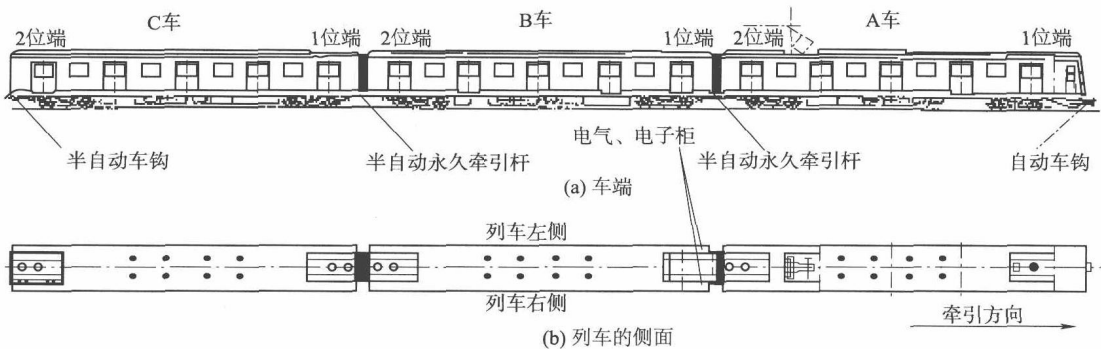 C车 B车 A车
2位端 1位端 2位端 1位端 2位端 1位端
电气、电子柜
半自动车钩 半自动永久牵引杆 半自动永久牵引杆 自动车钩
(a) 车端
列车左侧
列车右侧
牵引方向
(b) 列车的侧面